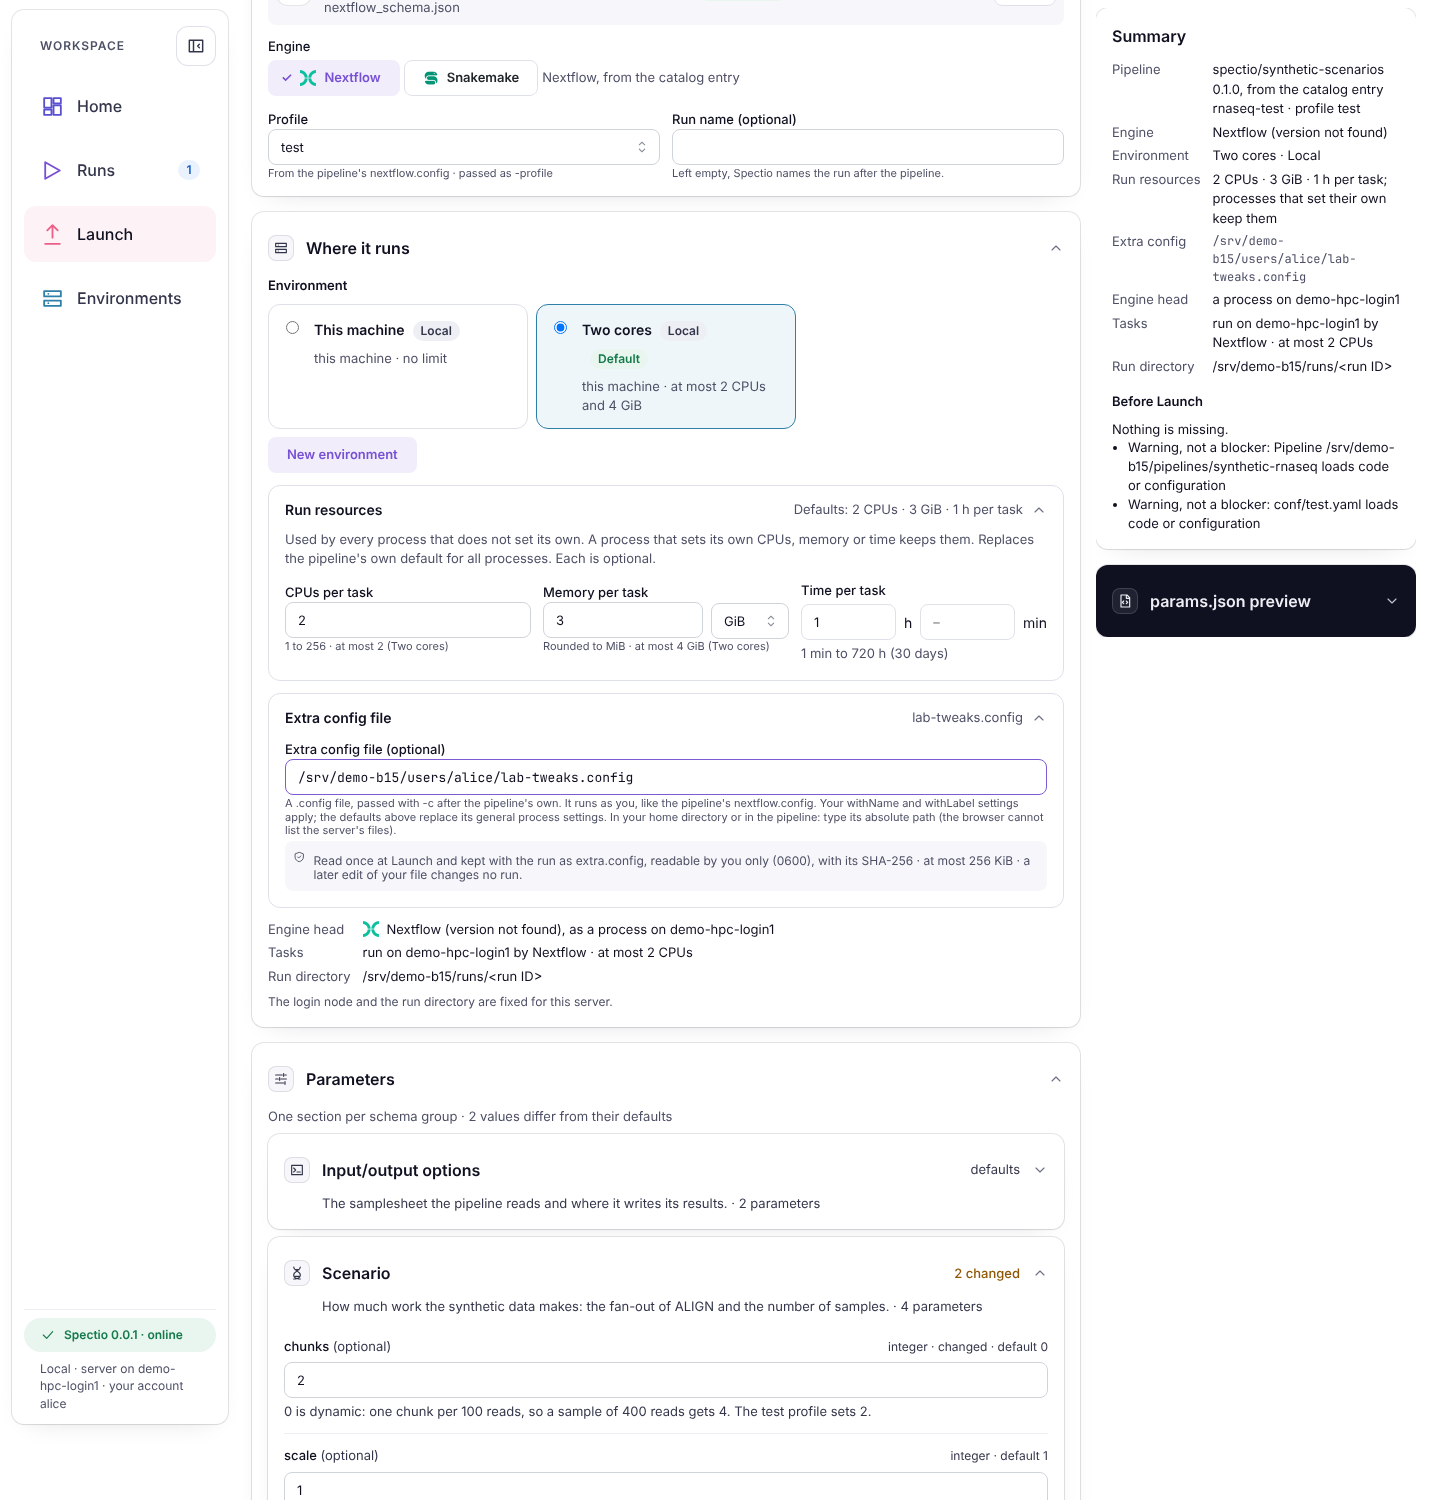 WORKSPACE
Home
Runs
1
Launch
Environments
Spectio 0.0.1 · online
Local · server on demo-
hpc-login1 · your account
alice
nextflow_schema.json
Engine
Nextflow
Snakemake
Nextflow, from the catalog entry
Profile
test
From the pipeline's nextflow.config · passed as -profile
Run name (optional)
Left empty, Spectio names the run after the pipeline.
Where it runs
Environment
This machine
Local
this machine · no limit
Two cores
Local
Default
this machine · at most 2 CPUs
and 4 GiB
New environment
Run resources
Defaults: 2 CPUs · 3 GiB · 1 h per task
Used by every process that does not set its own. A process that sets its own CPUs, memory or time keeps them. Replaces
the pipeline's own default for all processes. Each is optional.
CPUs per task
2
1 to 256 · at most 2 (Two cores)
Memory per task
3
GiB
Rounded to MiB · at most 4 GiB (Two cores)
Time per task
1
h
–
min
1 min to 720 h (30 days)
Extra config file
lab-tweaks.config
Extra config file (optional)
/srv/demo-b15/users/alice/lab-tweaks.config
A .config file, passed with -c after the pipeline's own. It runs as you, like the pipeline's nextflow.config. Your withName and withLabel settings
apply; the defaults above replace its general process settings. In your home directory or in the pipeline: type its absolute path (the browser cannot
list the server's files).
Read once at Launch and kept with the run as extra.config, readable by you only (0600), with its SHA-256 · at most 256 KiB · a
later edit of your file changes no run.
Engine head
Nextflow (version not found), as a process on demo-hpc-login1
Tasks
run on demo-hpc-login1 by Nextflow · at most 2 CPUs
Run directory
/srv/demo-b15/runs/<run ID>
The login node and the run directory are fixed for this server.
Parameters
One section per schema group · 2 values differ from their defaults
Input/output options
defaults
The samplesheet the pipeline reads and where it writes its results. · 2 parameters
Scenario
2 changed
How much work the synthetic data makes: the fan-out of ALIGN and the number of samples. · 4 parameters
chunks (optional)
integer · changed · default 0
2
0 is dynamic: one chunk per 100 reads, so a sample of 400 reads gets 4. The test profile sets 2.
scale (optional)
integer · default 1
1
Summary
Pipeline
spectio/synthetic-scenarios
0.1.0, from the catalog entry
rnaseq-test · profile test
Engine
Nextflow (version not found)
Environment
Two cores · Local
Run resources
2 CPUs · 3 GiB · 1 h per task;
processes that set their own
keep them
Extra config
/srv/demo-
b15/users/alice/lab-
tweaks.config
Engine head
a process on demo-hpc-login1
Tasks
run on demo-hpc-login1 by
Nextflow · at most 2 CPUs
Run directory
/srv/demo-b15/runs/<run ID>
Before Launch
Nothing is missing.
• Warning, not a blocker: Pipeline /srv/demo-
b15/pipelines/synthetic-rnaseq loads code
or configuration
• Warning, not a blocker: conf/test.yaml loads
code or configuration
params.json preview